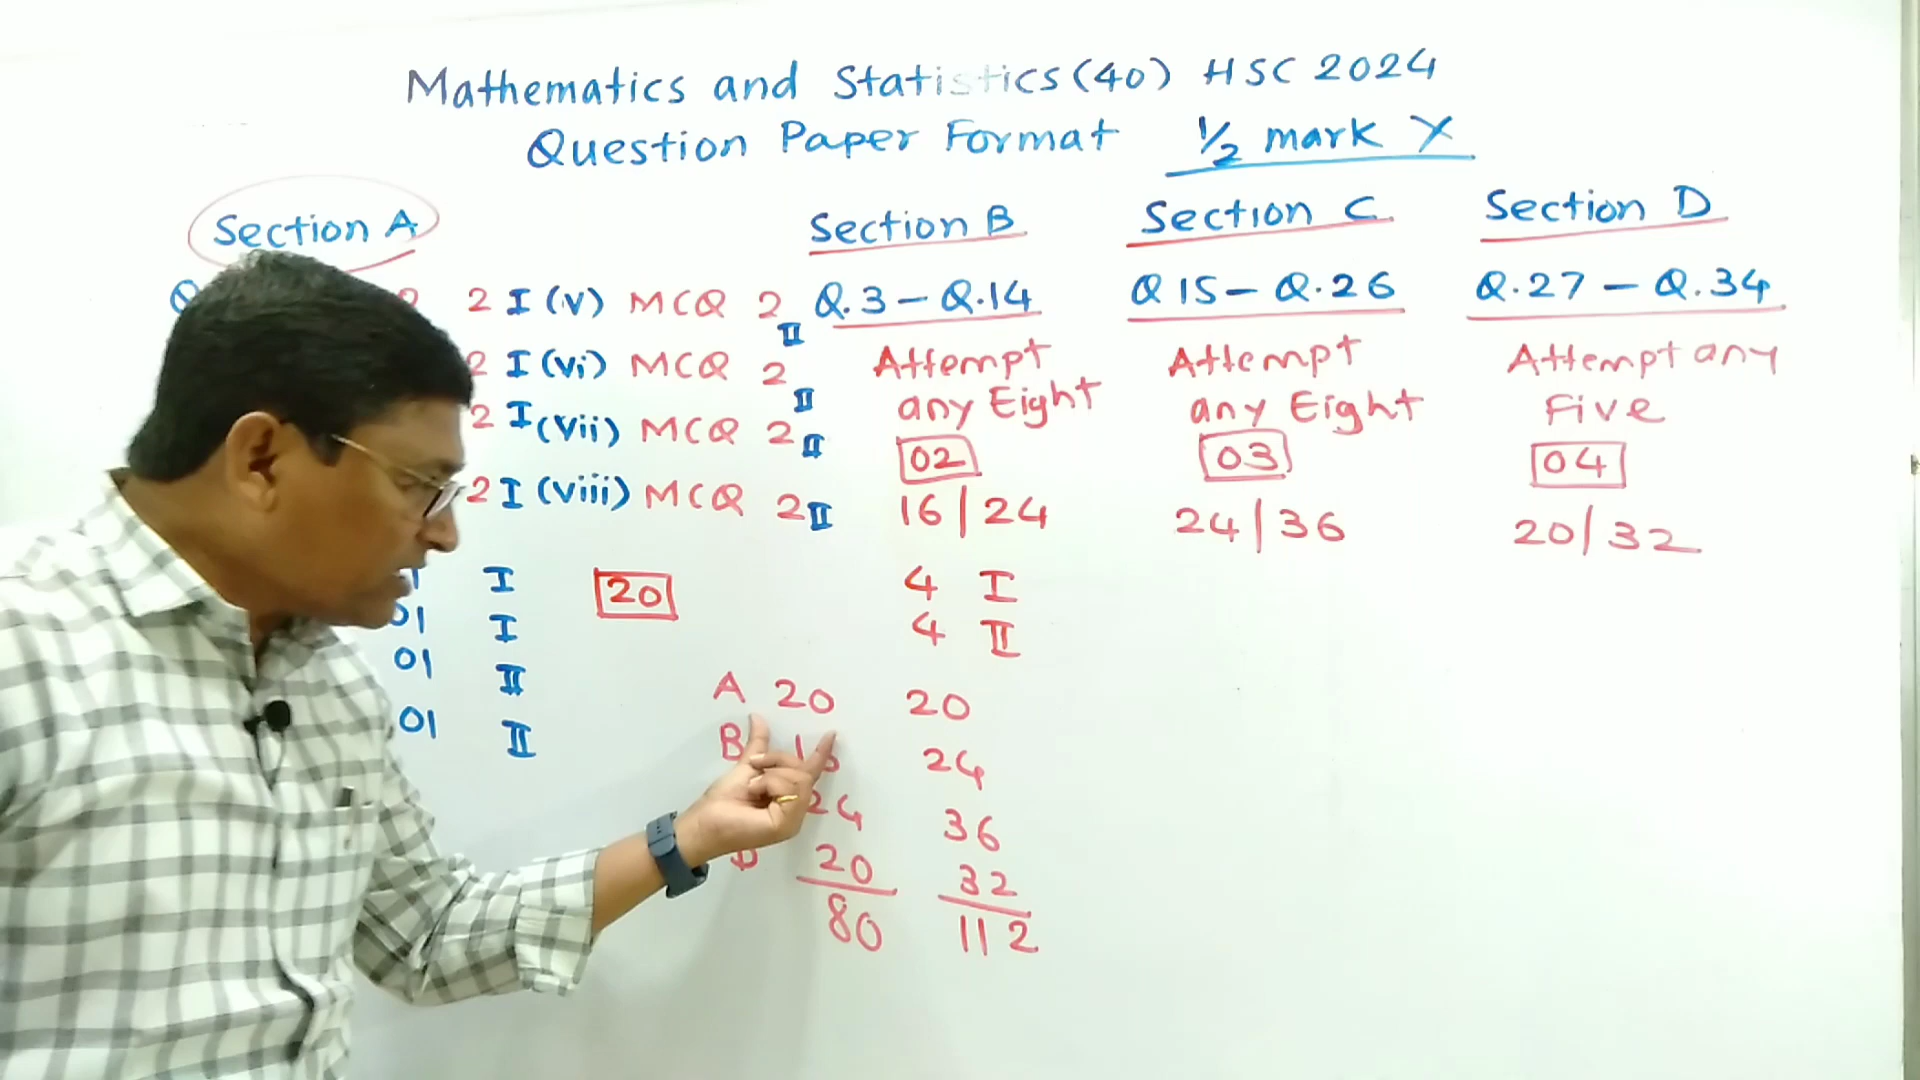 Mathematics and Statistics (40) HSC 2024
Question Paper Format 1/2 mark X
Section A
Q
2 I (v) MCQ 2 II
2 I (vi) MCQ 2 II
2 I (vii) MCQ 2 II
2 I (viii) MCQ 2 II
I
01 I
01 II
01 II
20
Section B
Q.3 – Q.14
Attempt
any Eight
02
16/24
4 I
4 II
A 20 20
B 16 24
24 36
D 20 32
80 112
Section C
Q 15 – Q.26
Attempt
any Eight
03
24/36
Section D
Q.27 – Q.34
Attempt any
Five
04
20/32